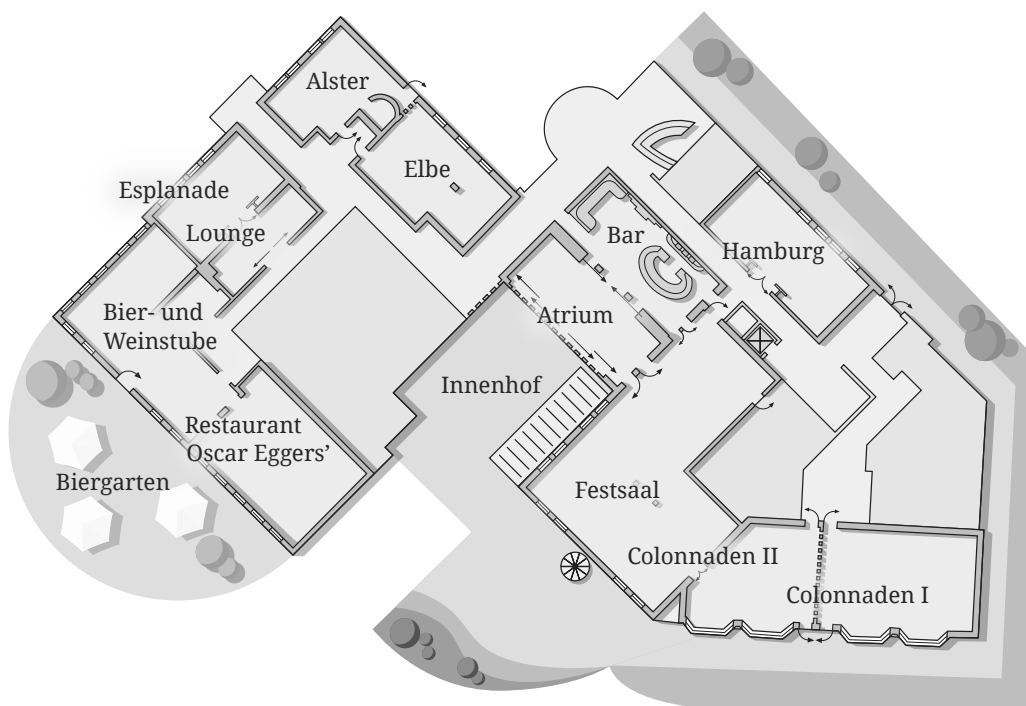 Alster
Elbe
Esplanade
Lounge
Bar
Hamburg
Bier- und
Weinstube
Atrium
Innenhof
Restaurant
Oscar Eggers’
Biergarten
Festsaal
Colonnaden II
Colonnaden I